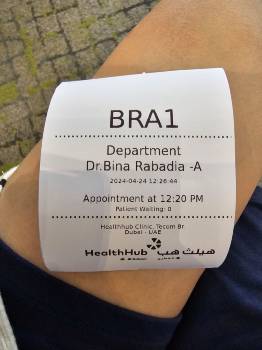 BRA1
Department
Dr.Bina Rabadia -A
2024-04-24 12:26:44
Appointment at 12:20 PM
Patient Waiting: 0
Healthhub Clinic, Tecom Br
Dubai - UAE
HealthHub هيلث هب